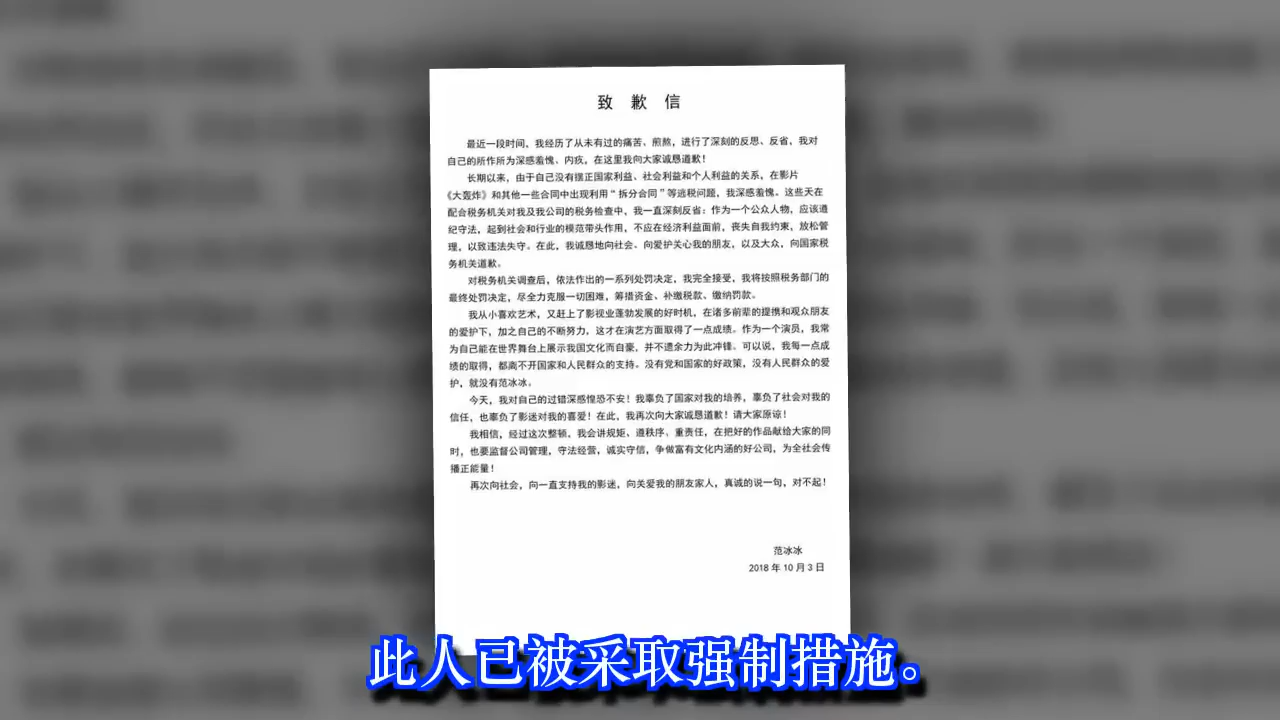 致 歉 信
最近一段时间，我经历了从未有过的痛苦、煎熬，进行了深刻的反思、反省，我对
自己的所作所为深感羞愧、内疚，在这里我向大家诚恳道歉！
长期以来，由于自己没有摆正国家利益、社会利益和个人利益的关系，在影片
《大轰炸》和其他一些合同中出现利用“拆分合同”等逃税问题，我深感羞愧。这些天在
配合税务机关对我及我公司的税务检查中，我一直深刻反省：作为一个公众人物，应该遵
纪守法，起到社会和行业的模范带头作用，不应在经济利益面前，丧失自我约束，放松管
理，以致违法失守。在此，我诚恳地向社会、向爱护关心我的朋友，以及大众，向国家税
务机关道歉。
对税务机关调查后，依法作出的一系列处罚决定，我完全接受，我将按照税务部门的
最终处罚决定，尽全力克服一切困难，筹措资金、补缴税款、缴纳罚款。
我从小喜欢艺术，又赶上了影视业蓬勃发展的好时机，在诸多前辈的提携和观众朋友
的爱护下，加之自己的不断努力，这才在演艺方面取得了一点成绩。作为一个演员，我常
为自己能在世界舞台上展示我国文化而自豪，并不遗余力为此冲锋。可以说，我每一点成
绩的取得，都离不开国家和人民群众的支持。没有党和国家的好政策，没有人民群众的爱
护，就没有范冰冰。
今天，我对自己的过错深感惶恐不安！我辜负了国家对我的培养，辜负了社会对我的
信任，也辜负了影迷对我的喜爱！在此，我再次向大家诚恳道歉！请大家原谅！
我相信，经过这次整顿，我会讲规矩、遵秩序、重责任，在把好的作品献给大家的同
时，也要监督公司管理，守法经营，诚实守信，争做富有文化内涵的好公司，为全社会传
播正能量！
再次向社会，向一直支持我的影迷，向关爱我的朋友家人，真诚的说一句，对不起！
范冰冰
2018 年 10 月 3 日
此人已被采取强制措施。